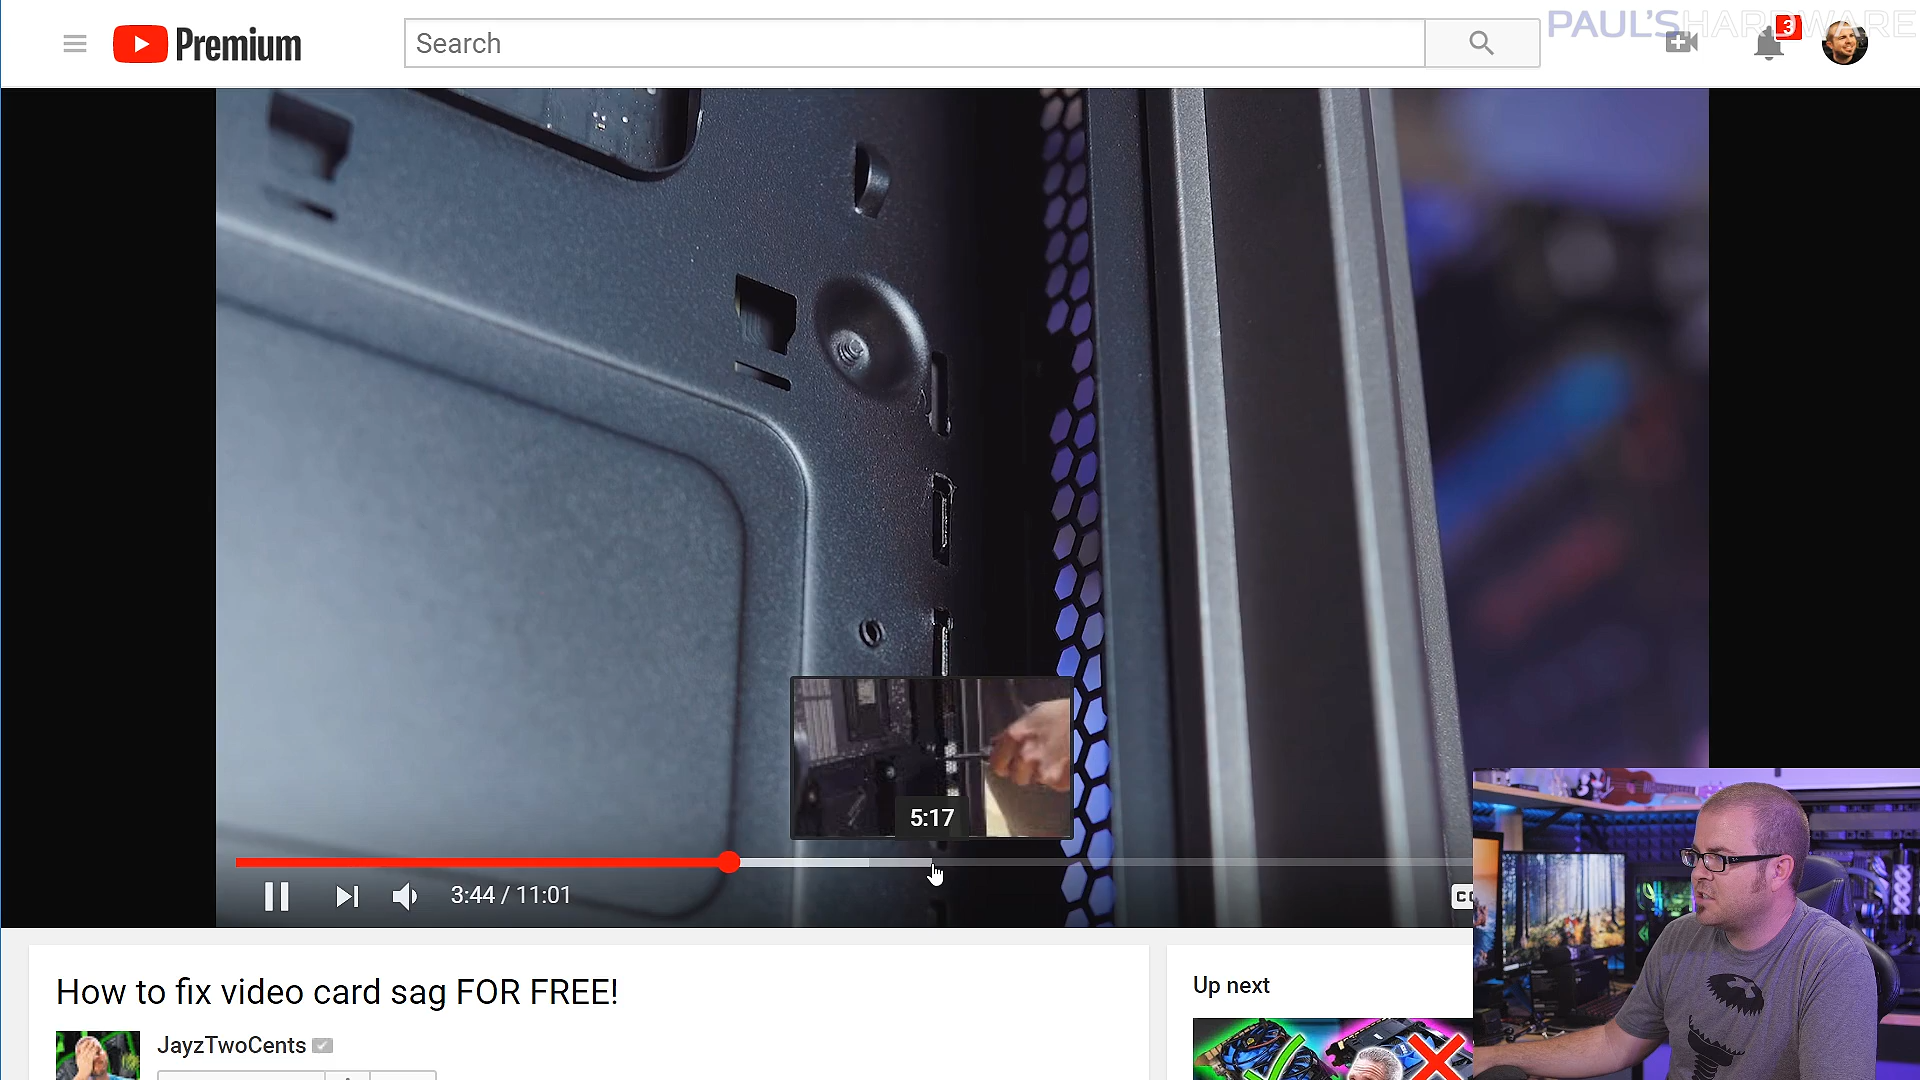 Premium
Search
PAUL'SHARDWARE
3
5:17
3:44 / 11:01
How to fix video card sag FOR FREE!
Up next
JayzTwoCents